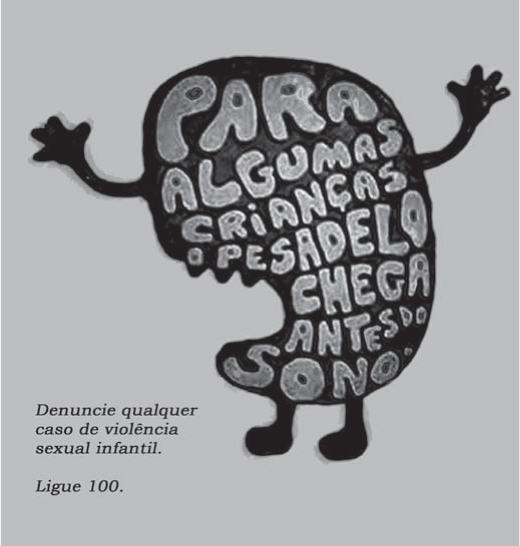 PARA
ALGUMAS
CRIANÇAS
O PESADELO
CHEGA
ANTES DO
SONO.
Denuncie qualquer
caso de violência
sexual infantil.
Ligue 100.